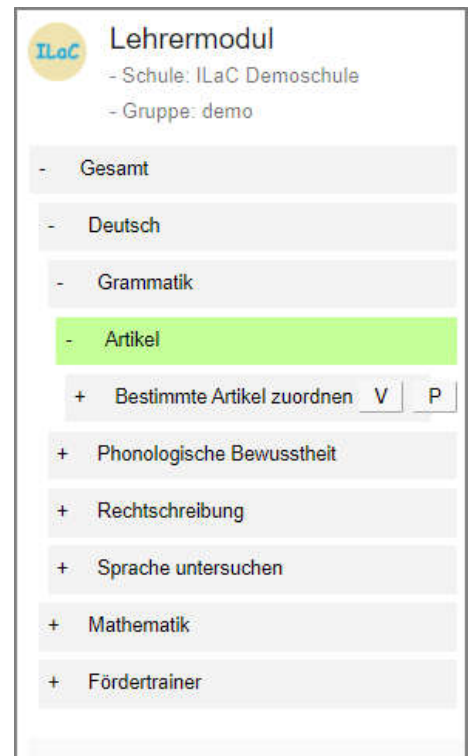 ILaC
Lehrermodul
- Schule: ILaC Demoschule
- Gruppe: demo
- Gesamt
- Deutsch
- Grammatik
- Artikel
+ Bestimmte Artikel zuordnen V P
+ Phonologische Bewusstheit
+ Rechtschreibung
+ Sprache untersuchen
+ Mathematik
+ Fördertrainer